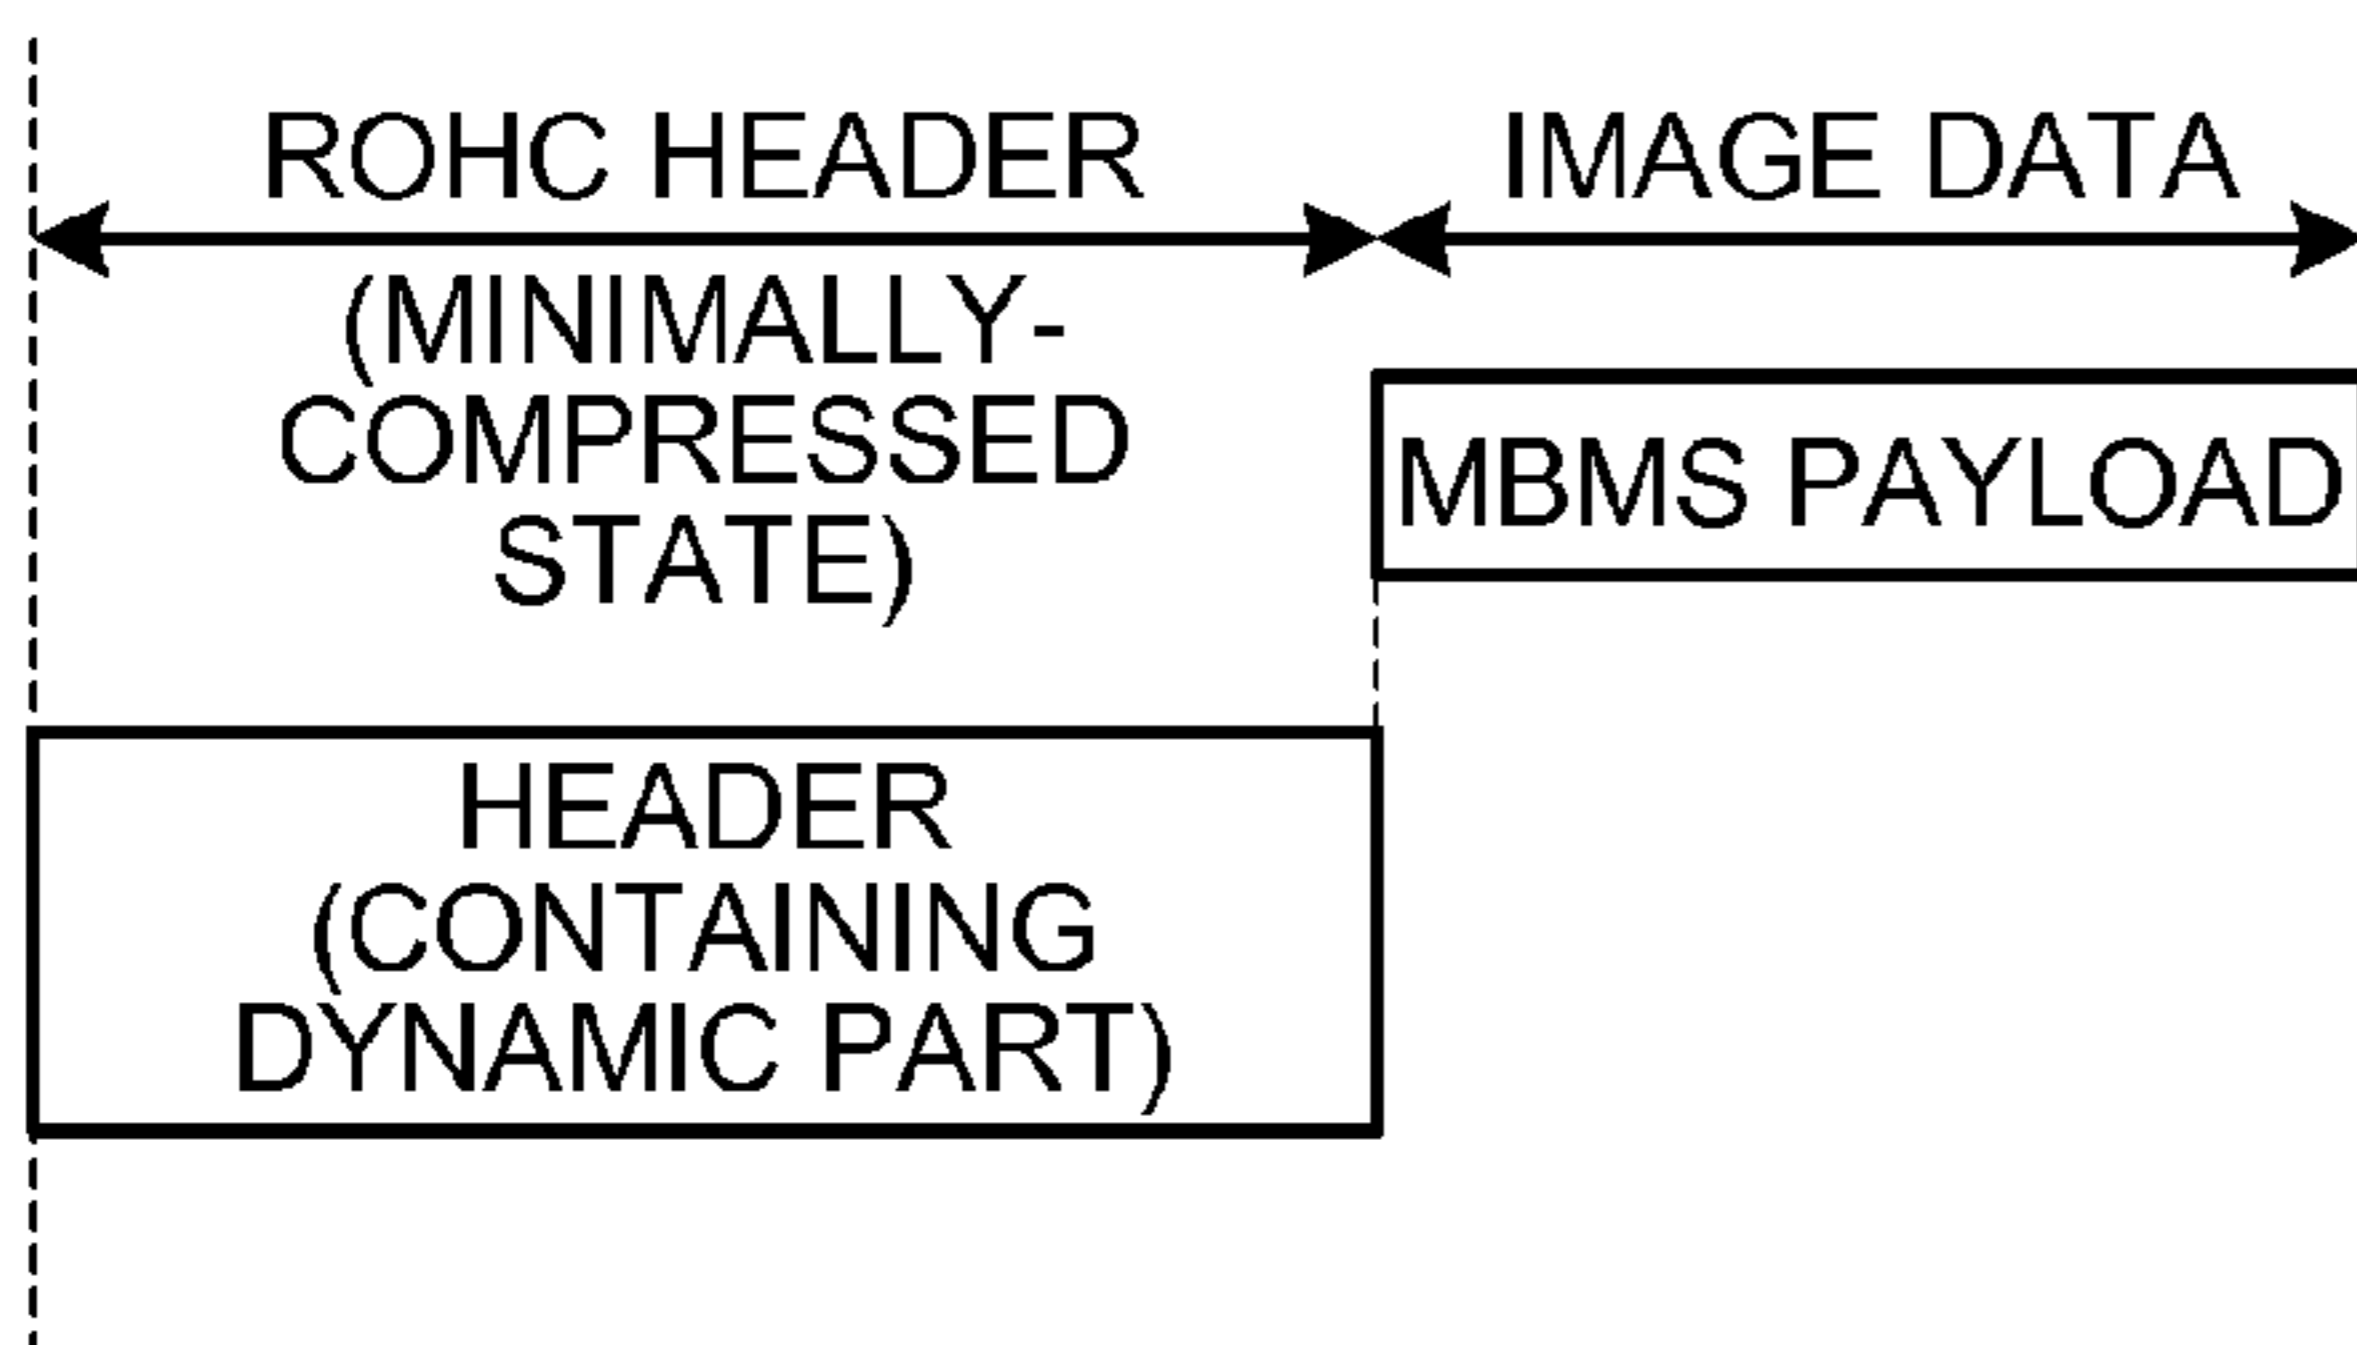 ROHC HEADER
(MINIMALLY-
COMPRESSED
STATE)
IMAGE DATA
MBMS PAYLOAD
HEADER
(CONTAINING
DYNAMIC PART)